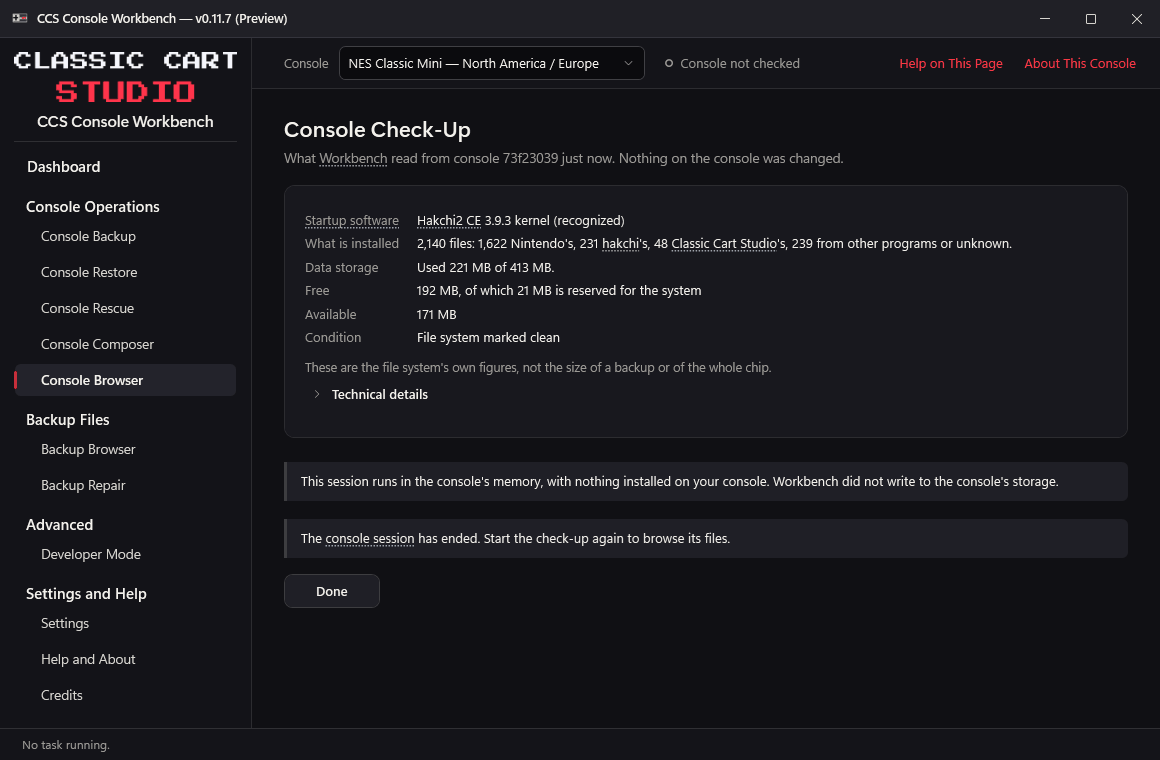 CCS Console Workbench — v0.11.7 (Preview)
CLASSIC CART
STUDIO
CCS Console Workbench
Dashboard
Console Operations
Console Backup
Console Restore
Console Rescue
Console Composer
Console Browser
Backup Files
Backup Browser
Backup Repair
Advanced
Developer Mode
Settings and Help
Settings
Help and About
Credits
Console NES Classic Mini — North America / Europe Console not checked Help on This Page About This Console
Console Check-Up
What Workbench read from console 73f23039 just now. Nothing on the console was changed.
Startup software Hakchi2 CE 3.9.3 kernel (recognized)
What is installed 2,140 files: 1,622 Nintendo's, 231 hakchi's, 48 Classic Cart Studio's, 239 from other programs or unknown.
Data storage Used 221 MB of 413 MB.
Free 192 MB, of which 21 MB is reserved for the system
Available 171 MB
Condition File system marked clean
These are the file system's own figures, not the size of a backup or of the whole chip.
Technical details
This session runs in the console's memory, with nothing installed on your console. Workbench did not write to the console's storage.
The console session has ended. Start the check-up again to browse its files.
Done
No task running.